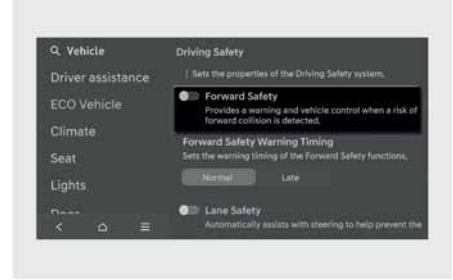 Vehicle
Driver assistance
ECO Vehicle
Climate
Seat
Lights
Door
Driving Safety
Sets the properties of the Driving Safety system.
Forward Safety
Provides a warning and vehicle control when a risk of
forward collision is detected.
Forward Safety Warning Timing
Sets the warning timing of the Forward Safety functions.
Normal Late
Lane Safety
Automatically assists with steering to help prevent the